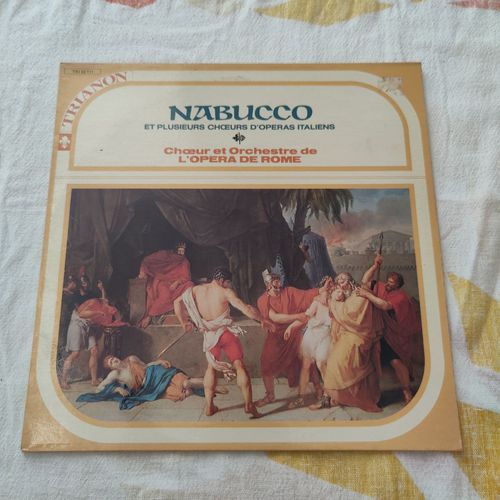 TRIANON
NABUCCO
ET PLUSIEURS CHŒURS D'OPERAS ITALIENS
Chœur et Orchestre de
L'OPERA DE ROME